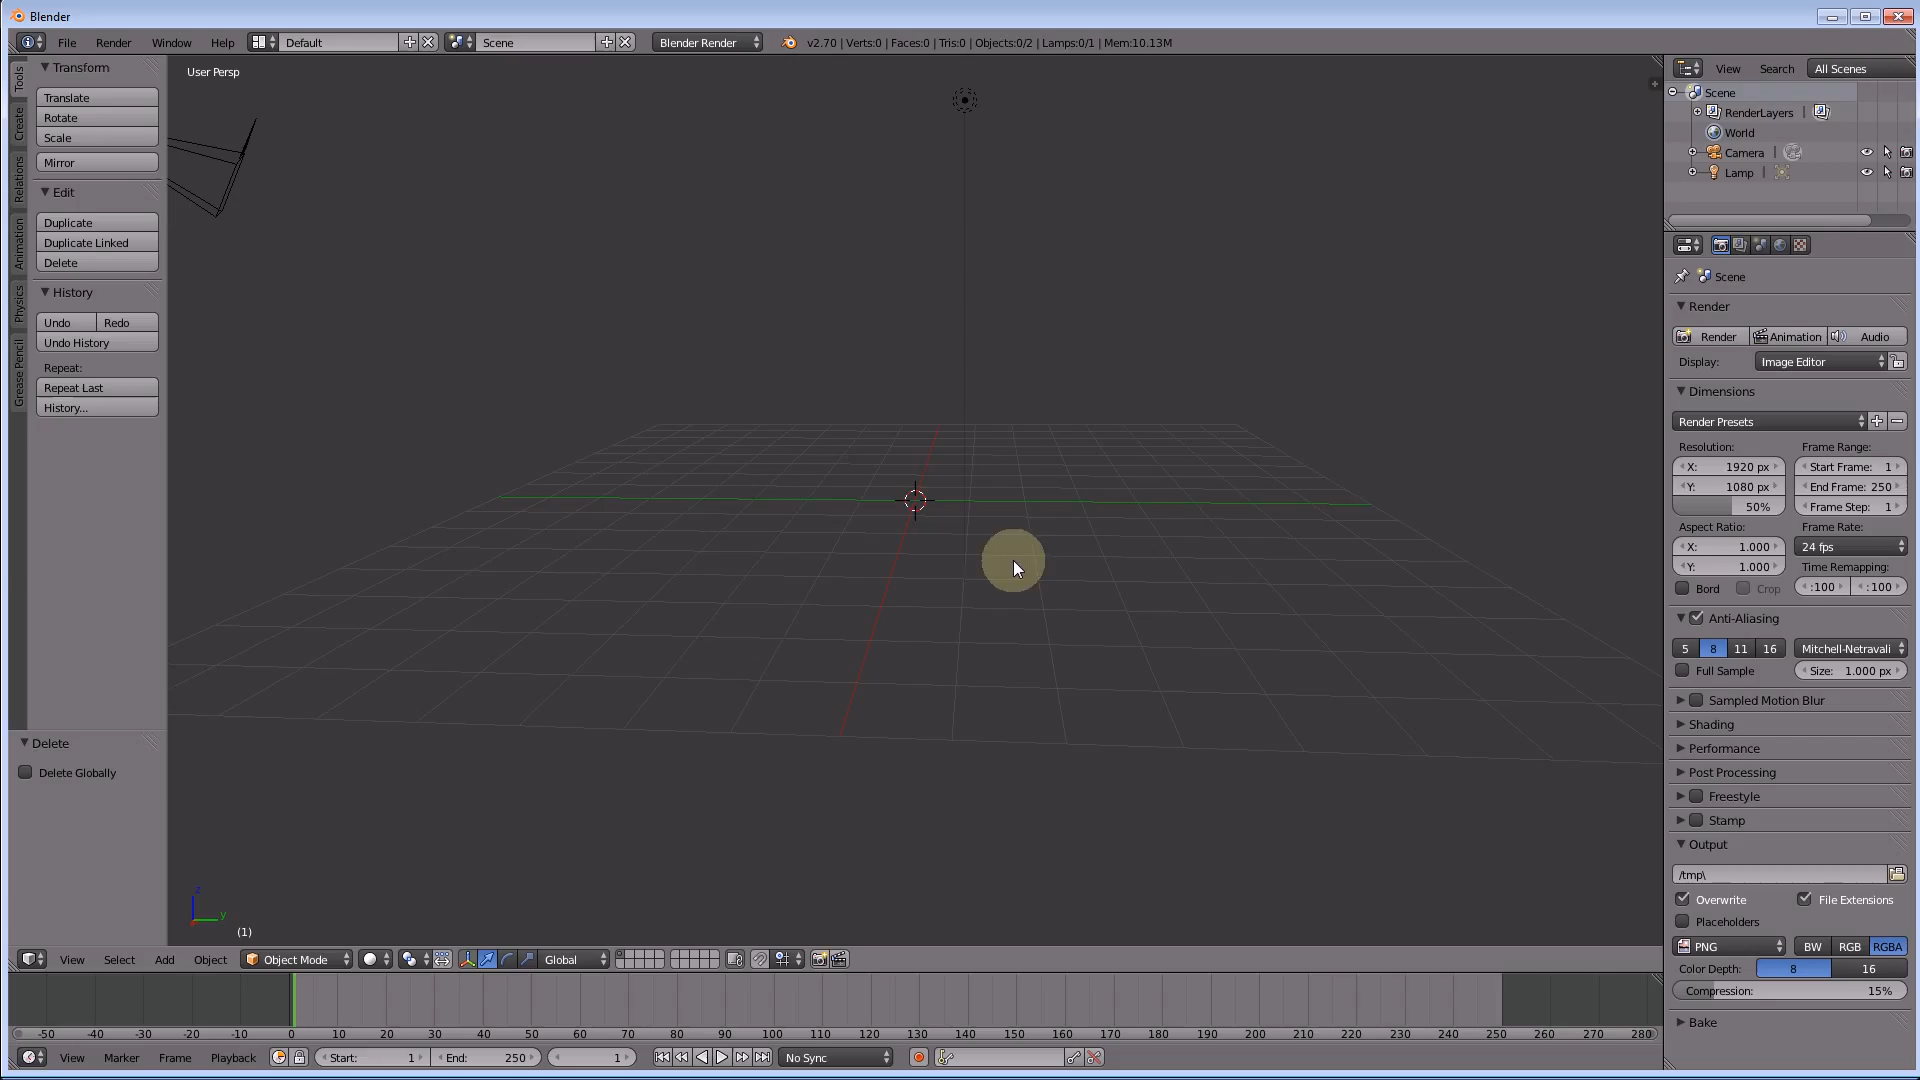 Blender
File Render Window Help Default Scene Blender Render v2.70 | Verts:0 | Faces:0 | Tris:0 | Objects:0/2 | Lamps:0/1 | Mem:10.13M
Tools
Create
Relations
Animation
Physics
Grease Pencil
Transform
Translate
Rotate
Scale
Mirror
Edit
Duplicate
Duplicate Linked
Delete
History
Undo Redo
Undo History
Repeat:
Repeat Last
History...
Delete
Delete Globally
User Persp
z
y
(1)
View Select Add Object Object Mode Global
-50 -40 -30 -20 -10 0 10 20 30 40 50 60 70 80 90 100 110 120 130 140 150 160 170 180 190 200 210 220 230 240 250 260 270 280
View Marker Frame Playback Start: 1 End: 250 1 No Sync
View Search All Scenes
Scene
RenderLayers |
World
Camera |
Lamp |
Scene
Render
Render Animation Audio
Display: Image Editor
Dimensions
Render Presets
Resolution: Frame Range:
X: 1920 px Start Frame: 1
Y: 1080 px End Frame: 250
50% Frame Step: 1
Aspect Ratio: Frame Rate:
X: 1.000 24 fps
Y: 1.000 Time Remapping:
Bord Crop :100 :100
Anti-Aliasing
5 8 11 16 Mitchell-Netravali
Full Sample Size: 1.000 px
Sampled Motion Blur
Shading
Performance
Post Processing
Freestyle
Stamp
Output
/tmp\
Overwrite File Extensions
Placeholders
PNG BW RGB RGBA
Color Depth: 8 16
Compression: 15%
Bake